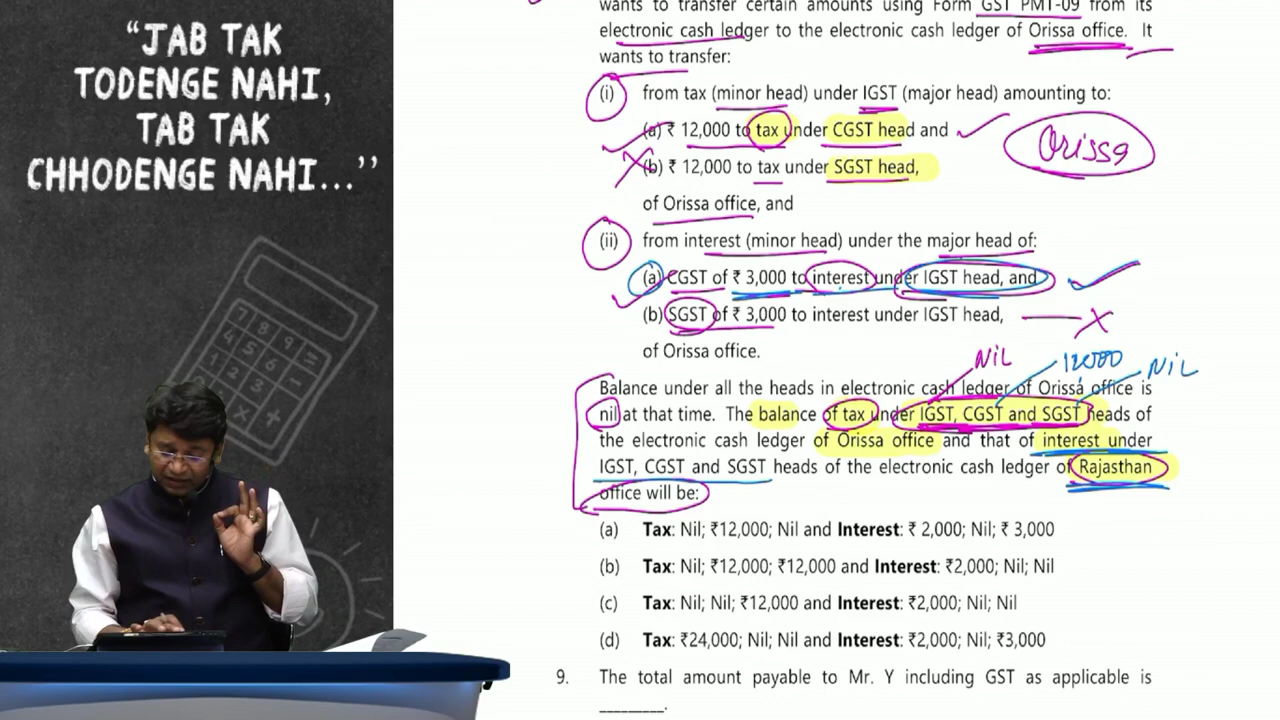 “JAB TAK
TODENGE NAHI,
TAB TAK
CHHODENGE NAHI...’’
wants to transfer certain amounts using Form GST PMT-09 from its
electronic cash ledger to the electronic cash ledger of Orissa office. It
wants to transfer:
(i) from tax (minor head) under IGST (major head) amounting to:
(a) ₹ 12,000 to tax under CGST head and
Orissa
(b) ₹ 12,000 to tax under SGST head,
of Orissa office, and
(ii) from interest (minor head) under the major head of:
(a) CGST of ₹ 3,000 to interest under IGST head, and
(b) SGST of ₹ 3,000 to interest under IGST head,
of Orissa office.
Nil 12000 Nil
Balance under all the heads in electronic cash ledger of Orissa office is
nil at that time. The balance of tax under IGST, CGST and SGST heads of
the electronic cash ledger of Orissa office and that of interest under
IGST, CGST and SGST heads of the electronic cash ledger of Rajasthan
office will be:
(a) Tax: Nil; ₹12,000; Nil and Interest: ₹ 2,000; Nil; ₹ 3,000
(b) Tax: Nil; ₹12,000; ₹12,000 and Interest: ₹2,000; Nil; Nil
(c) Tax: Nil; Nil; ₹12,000 and Interest: ₹2,000; Nil; Nil
(d) Tax: ₹24,000; Nil; Nil and Interest: ₹2,000; Nil; ₹3,000
9. The total amount payable to Mr. Y including GST as applicable is
________.
7 8 9